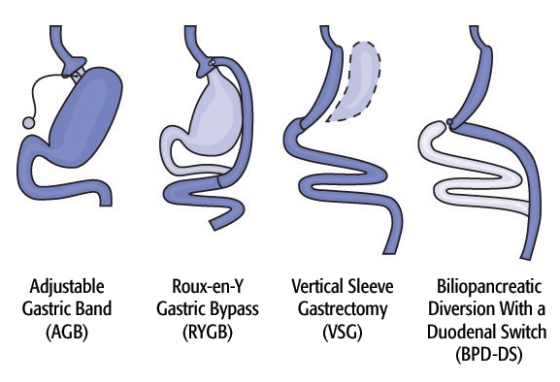 Adjustable
Gastric Band
(AGB)
Roux-en-Y
Gastric Bypass
(RYGB)
Vertical Sleeve
Gastrectomy
(VSG)
Biliopancreatic
Diversion With a
Duodenal Switch
(BPD-DS)